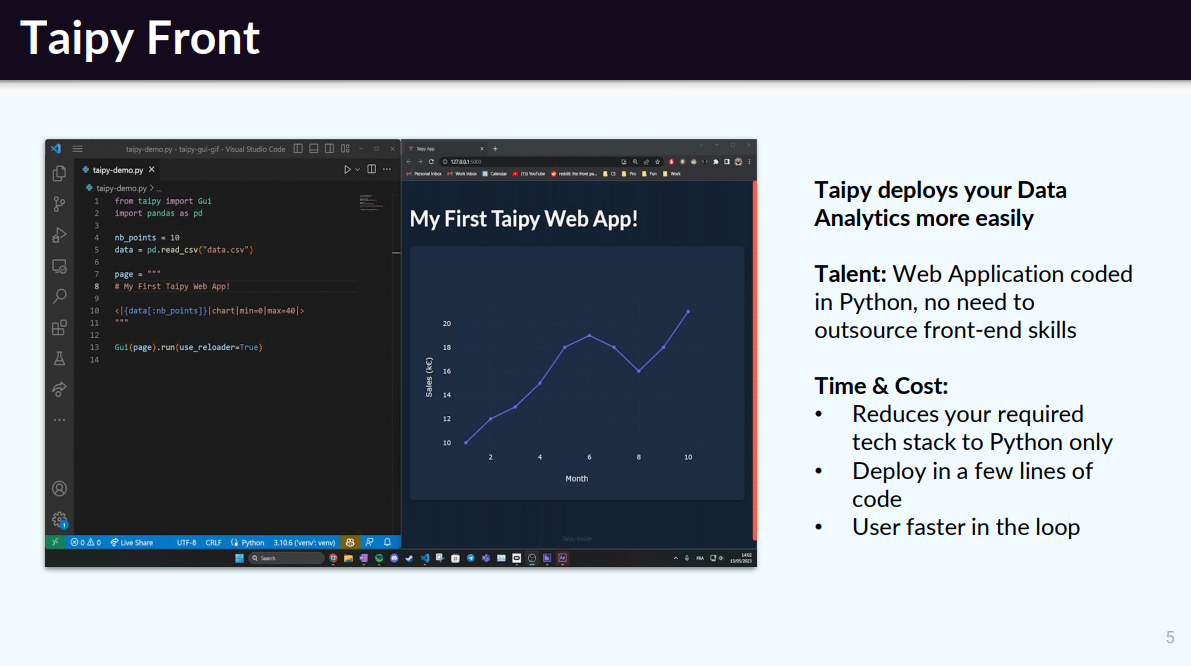 Taipy Front
taipy-demo.py - taipy-gui-gif - Visual Studio Code
taipy-demo.py
taipy-demo.py > ...
1 from taipy import Gui
2 import pandas as pd
3
4 nb_points = 10
5 data = pd.read_csv("data.csv")
6
7 page = """
8 # My First Taipy Web App!
9
10 <|{data[:nb_points]}|chart|min=0|max=40|>
11 """
12
13 Gui(page).run(use_reloader=True)
14
1
0 0 Live Share UTF-8 CRLF Python 3.10.6 ('venv': venv)
Taipy App
127.0.0.1:5000
Personal Inbox Work Inbox Calendar (15) YouTube reddit: the front pa... CS Pro Fun Work
My First Taipy Web App!
20
18
16
14
12
10
Sales (k€)
2 4 6 8 10
Month
Taipy inside
Search
FRA
14:02
15/05/2023
Taipy deploys your Data
Analytics more easily
Talent: Web Application coded
in Python, no need to
outsource front-end skills
Time & Cost:
• Reduces your required
tech stack to Python only
• Deploy in a few lines of
code
• User faster in the loop
5